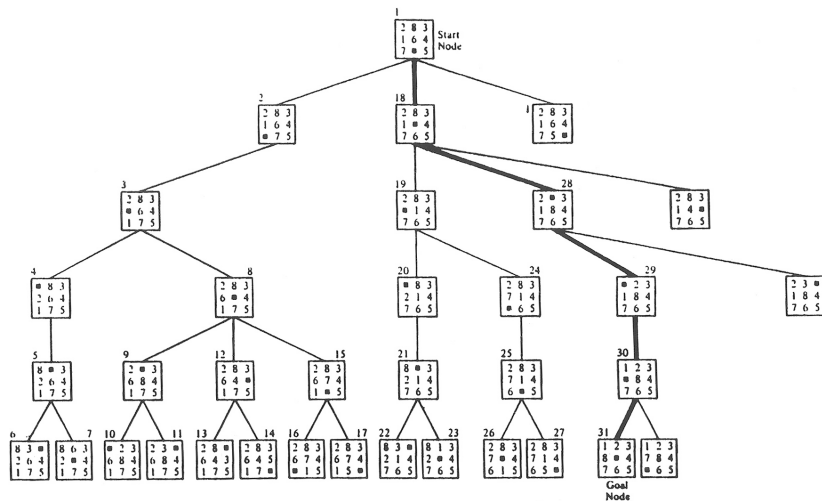 1
2 8 3
1 6 4
7 ■ 5
Start
Node
2
2 8 3
1 6 4
■ 7 5
18
2 8 3
1 ■ 4
7 6 5
1
2 8 3
1 6 4
7 5 ■
3
2 8 3
■ 6 4
1 7 5
19
2 8 3
■ 1 4
7 6 5
28
2 ■ 3
1 8 4
7 6 5
2 8 3
1 4 ■
7 6 5
4
■ 8 3
2 6 4
1 7 5
8
2 8 3
6 ■ 4
1 7 5
20
■ 8 3
2 1 4
7 6 5
24
2 8 3
7 1 4
■ 6 5
29
■ 2 3
1 8 4
7 6 5
2 3 ■
1 8 4
7 6 5
5
8 ■ 3
2 6 4
1 7 5
9
2 ■ 3
6 8 4
1 7 5
12
2 8 3
6 4 ■
1 7 5
15
2 8 3
6 7 4
1 ■ 5
21
8 ■ 3
2 1 4
7 6 5
25
2 8 3
7 1 4
6 ■ 5
30
1 2 3
■ 8 4
7 6 5
6
8 3 ■
2 6 4
1 7 5
7
8 6 3
2 ■ 4
1 7 5
10
■ 2 3
6 8 4
1 7 5
11
2 3 ■
6 8 4
1 7 5
13
2 8 ■
6 4 3
1 7 5
14
2 8 3
6 4 5
1 7 ■
16
2 8 3
6 7 4
■ 1 5
17
2 8 3
6 7 4
1 5 ■
22
8 3 ■
2 1 4
7 6 5
23
8 1 3
2 ■ 4
7 6 5
26
2 8 3
7 ■ 4
6 1 5
27
2 8 3
7 1 4
6 5 ■
31
1 2 3
8 ■ 4
7 6 5
1 2 3
7 8 4
■ 6 5
Goal
Node